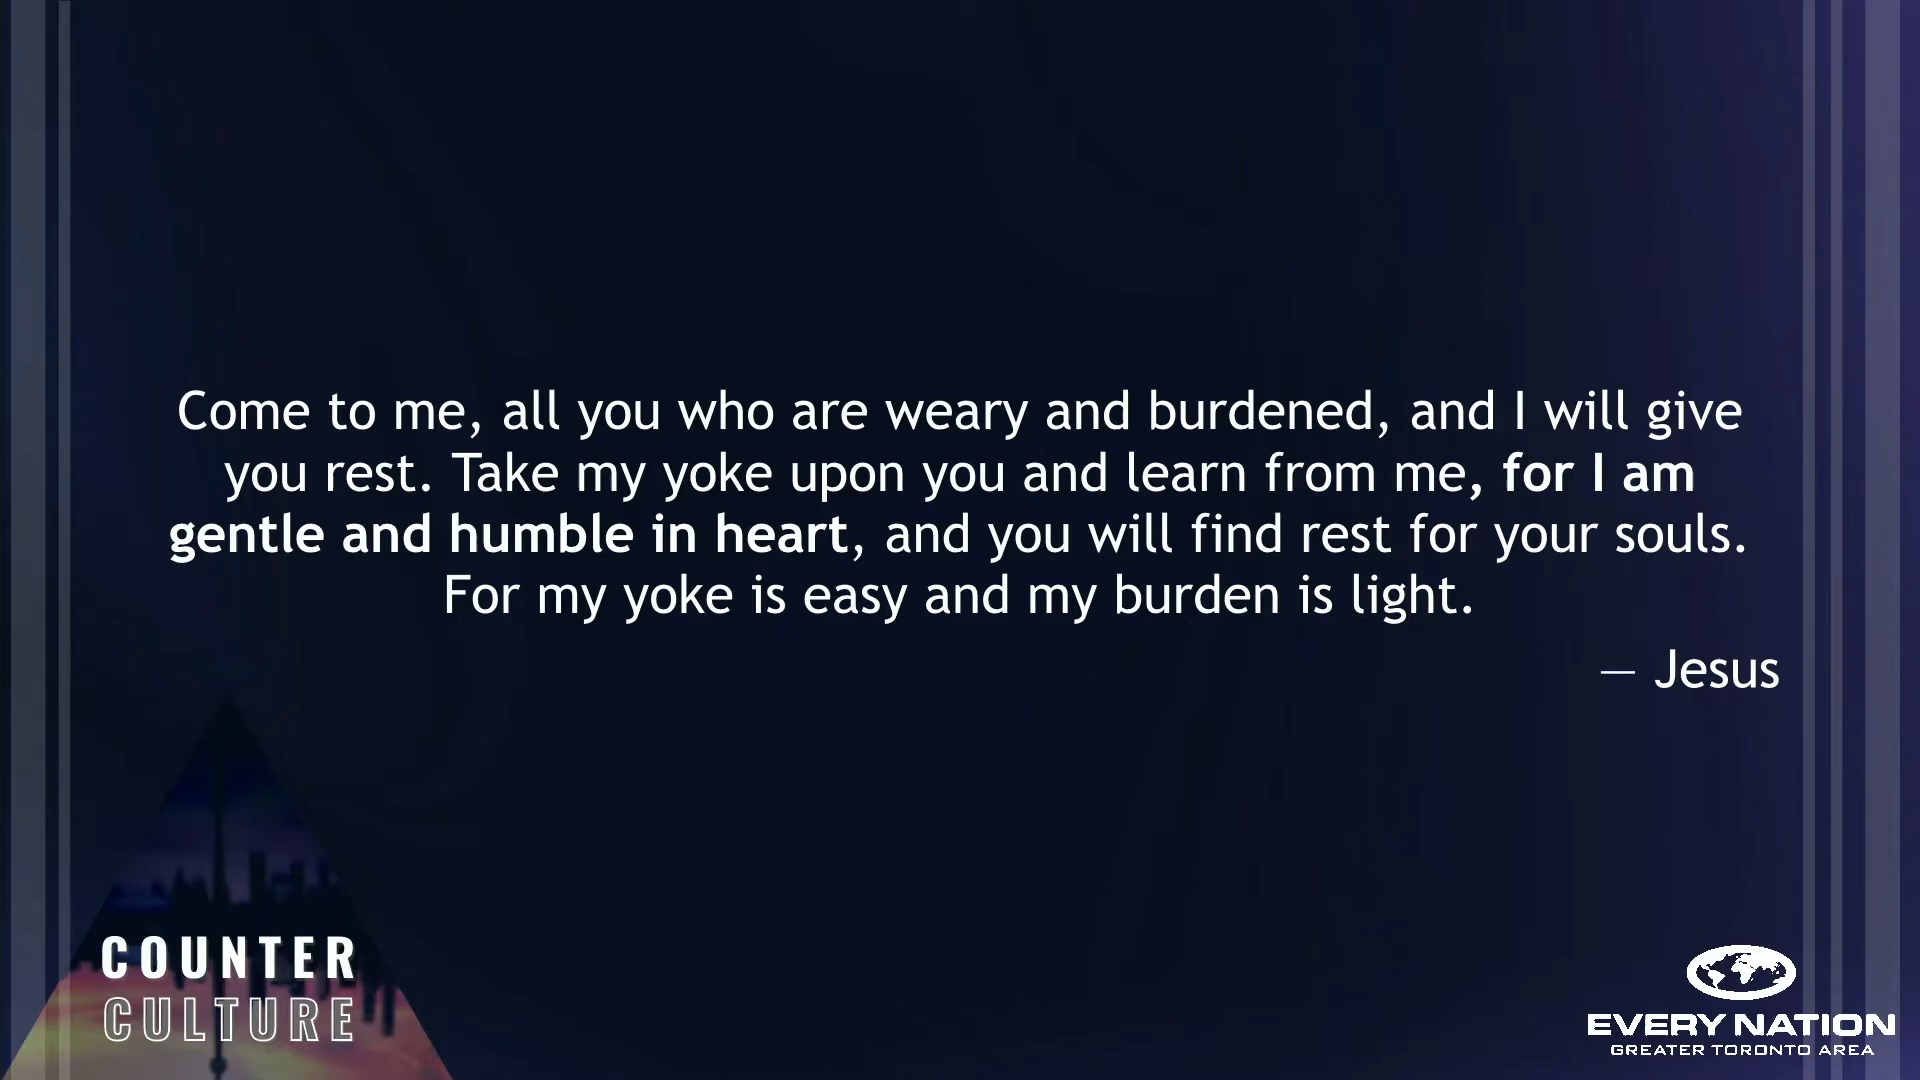 Come to me, all you who are weary and burdened, and I will give
you rest. Take my yoke upon you and learn from me, for I am
gentle and humble in heart, and you will find rest for your souls.
For my yoke is easy and my burden is light.
— Jesus
COUNTER
CULTURE
EVERY NATION
GREATER TORONTO AREA